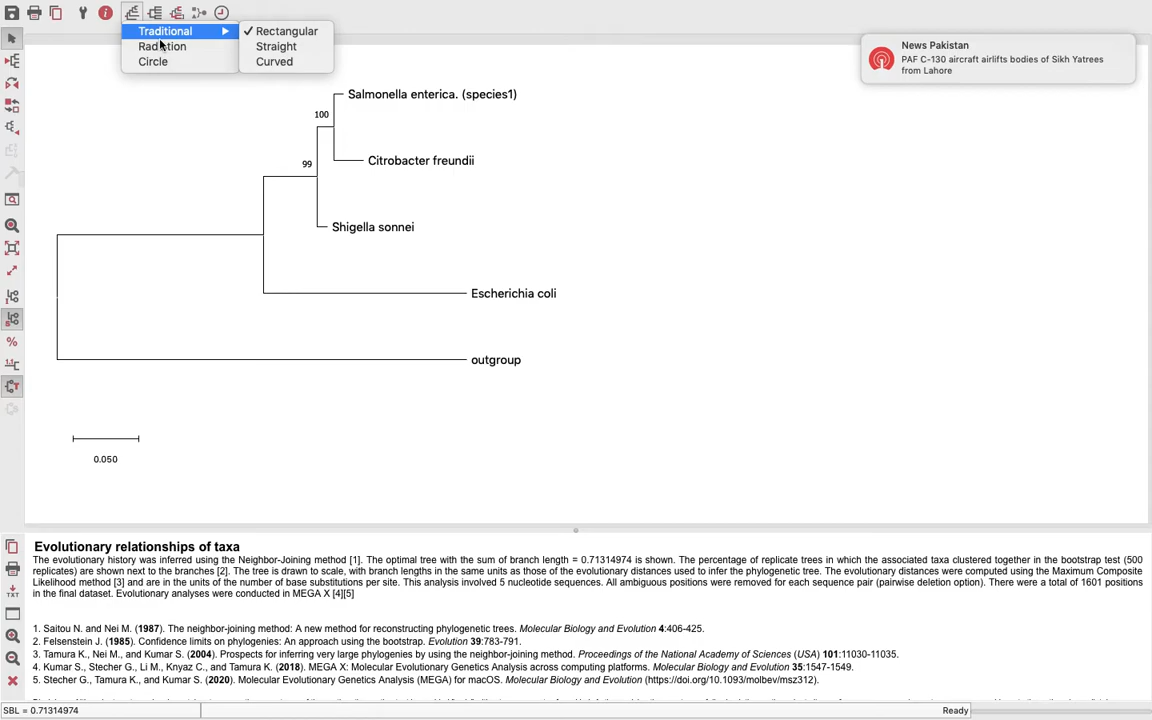 Traditional
Radiation
Circle
Rectangular
Straight
Curved
News Pakistan
PAF C-130 aircraft airlifts bodies of Sikh Yatrees
from Lahore
Salmonella enterica. (species1)
100
Citrobacter freundii
99
Shigella sonnei
Escherichia coli
outgroup
0.050
Evolutionary relationships of taxa
The evolutionary history was inferred using the Neighbor-Joining method [1]. The optimal tree with the sum of branch length = 0.71314974 is shown. The percentage of replicate trees in which the associated taxa clustered together in the bootstrap test (500
replicates) are shown next to the branches [2]. The tree is drawn to scale, with branch lengths in the same units as those of the evolutionary distances used to infer the phylogenetic tree. The evolutionary distances were computed using the Maximum Composite
Likelihood method [3] and are in the units of the number of base substitutions per site. This analysis involved 5 nucleotide sequences. All ambiguous positions were removed for each sequence pair (pairwise deletion option). There were a total of 1601 positions
in the final dataset. Evolutionary analyses were conducted in MEGA X [4][5]
1. Saitou N. and Nei M. (1987). The neighbor-joining method: A new method for reconstructing phylogenetic trees. Molecular Biology and Evolution 4:406-425.
2. Felsenstein J. (1985). Confidence limits on phylogenies: An approach using the bootstrap. Evolution 39:783-791.
3. Tamura K., Nei M., and Kumar S. (2004). Prospects for inferring very large phylogenies by using the neighbor-joining method. Proceedings of the National Academy of Sciences (USA) 101:11030-11035.
4. Kumar S., Stecher G., Li M., Knyaz C., and Tamura K. (2018). MEGA X: Molecular Evolutionary Genetics Analysis across computing platforms. Molecular Biology and Evolution 35:1547-1549.
5. Stecher G., Tamura K., and Kumar S. (2020). Molecular Evolutionary Genetics Analysis (MEGA) for macOS. Molecular Biology and Evolution (https://doi.org/10.1093/molbev/msz312).
SBL = 0.71314974
Ready